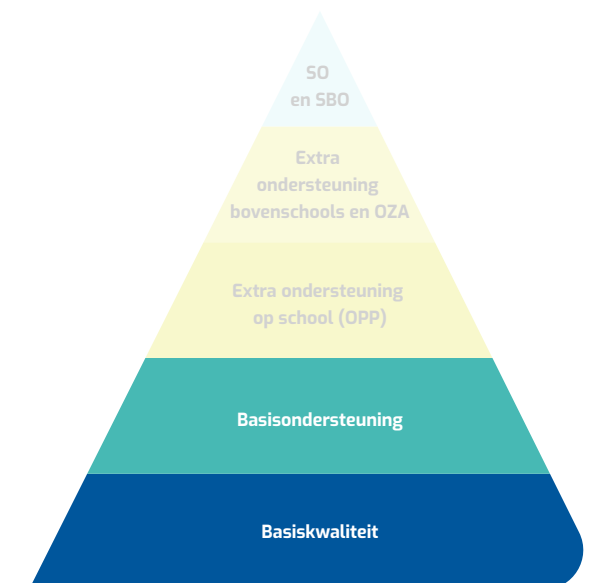 SO
en SBO
Extra
ondersteuning
bovenschools en OZA
Extra ondersteuning
op school (OPP)
Basisondersteuning
Basiskwaliteit